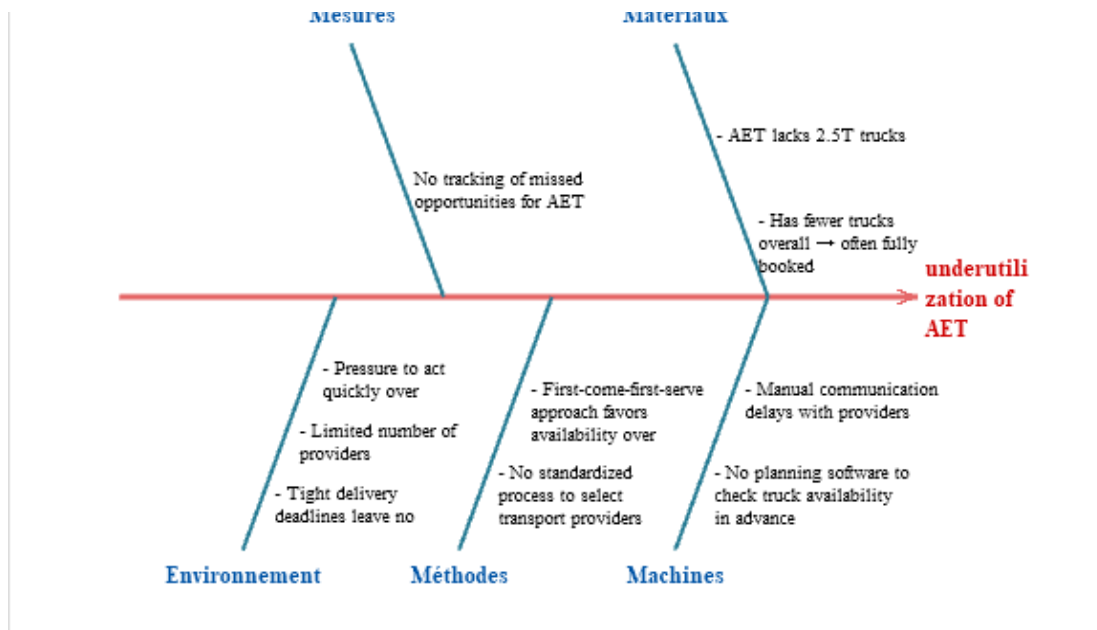 Mesures
Matériaux
- AET lacks 2.5T trucks
No tracking of missed
opportunities for AET
- Has fewer trucks
overall → often fully
booked
underutili
zation of
AET
- Pressure to act
quickly over
- Limited number of
providers
- Tight delivery
deadlines leave no
- First-come-first-serve
approach favors
availability over
- No standardized
process to select
transport providers
- Manual communication
delays with providers
- No planning software to
check truck availability
in advance
Environnement
Méthodes
Machines